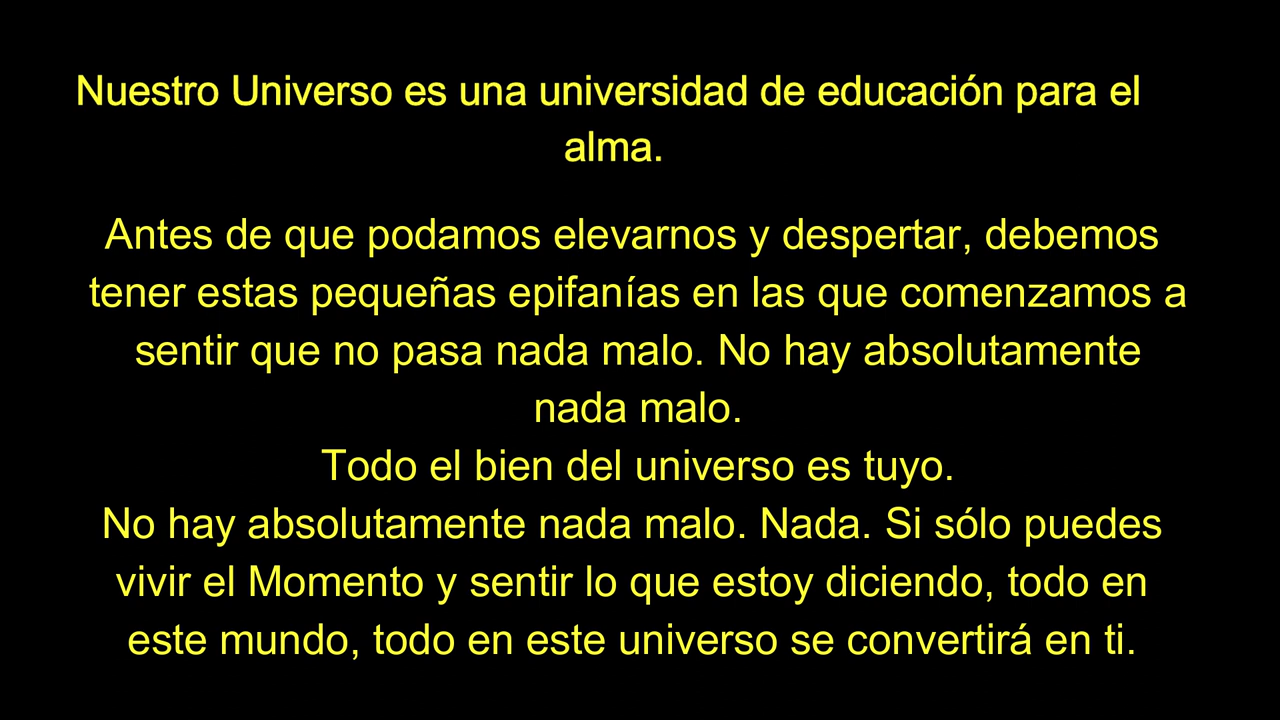 Nuestro Universo es una universidad de educación para el
alma.
Antes de que podamos elevarnos y despertar, debemos
tener estas pequeñas epifanías en las que comenzamos a
sentir que no pasa nada malo. No hay absolutamente
nada malo.
Todo el bien del universo es tuyo.
No hay absolutamente nada malo. Nada. Si sólo puedes
vivir el Momento y sentir lo que estoy diciendo, todo en
este mundo, todo en este universo se convertirá en ti.